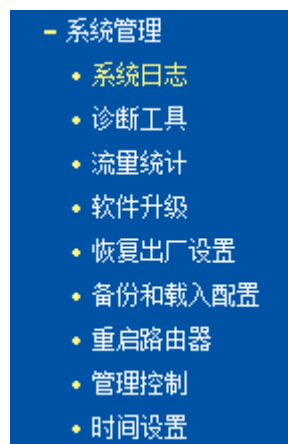 －系统管理
• 系统日志
• 诊断工具
• 流量统计
• 软件升级
• 恢复出厂设置
• 备份和载入配置
• 重启路由器
• 管理控制
• 时间设置